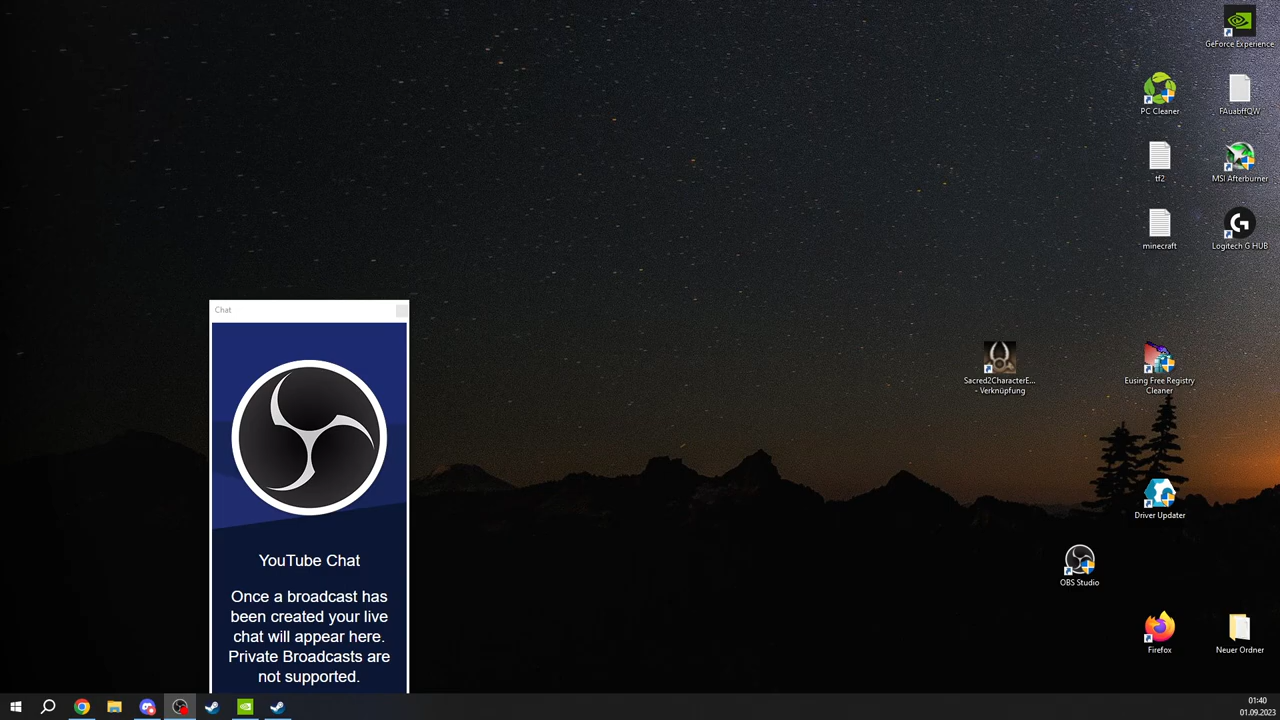 GeForce Experience
PC Cleaner
FAuabffQW
tf2
MSI Afterburner
minecraft
Logitech G HUB
Chat
Sacred2CharacterE...
- Verknüpfung
Eusing Free Registry
Cleaner
Driver Updater
YouTube Chat
OBS Studio
Once a broadcast has
been created your live
chat will appear here.
Private Broadcasts are
not supported.
Firefox
Neuer Ordner
01:40
01.09.2023